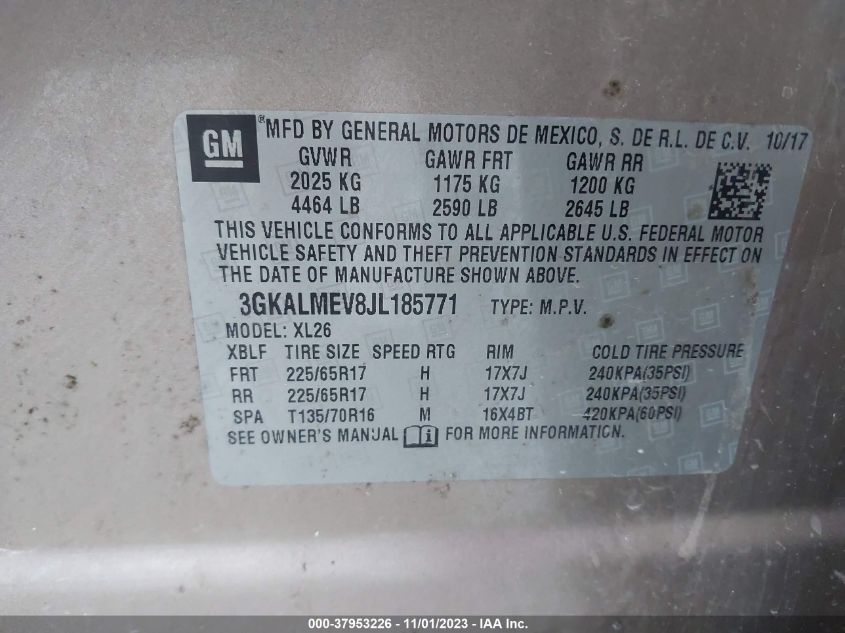 GM ® MFD BY GENERAL MOTORS DE MEXICO, S. DE R.L. DE C.V. 10/17
GVWR GAWR FRT GAWR RR
2025 KG 1175 KG 1200 KG
4464 LB 2590 LB 2645 LB
THIS VEHICLE CONFORMS TO ALL APPLICABLE U.S. FEDERAL MOTOR
VEHICLE SAFETY AND THEFT PREVENTION STANDARDS IN EFFECT ON
THE DATE OF MANUFACTURE SHOWN ABOVE.
3GKALMEV8JL185771 TYPE: M.P.V.
MODEL: XL26
XBLF TIRE SIZE SPEED RTG RIM COLD TIRE PRESSURE
FRT 225/65R17 H 17X7J 240KPA(35PSI)
RR 225/65R17 H 17X7J 240KPA(35PSI)
SPA T135/70R16 M 16X4BT 420KPA(60PSI)
SEE OWNER'S MANUAL FOR MORE INFORMATION.
000-37953226 - 11/01/2023 - IAA Inc.